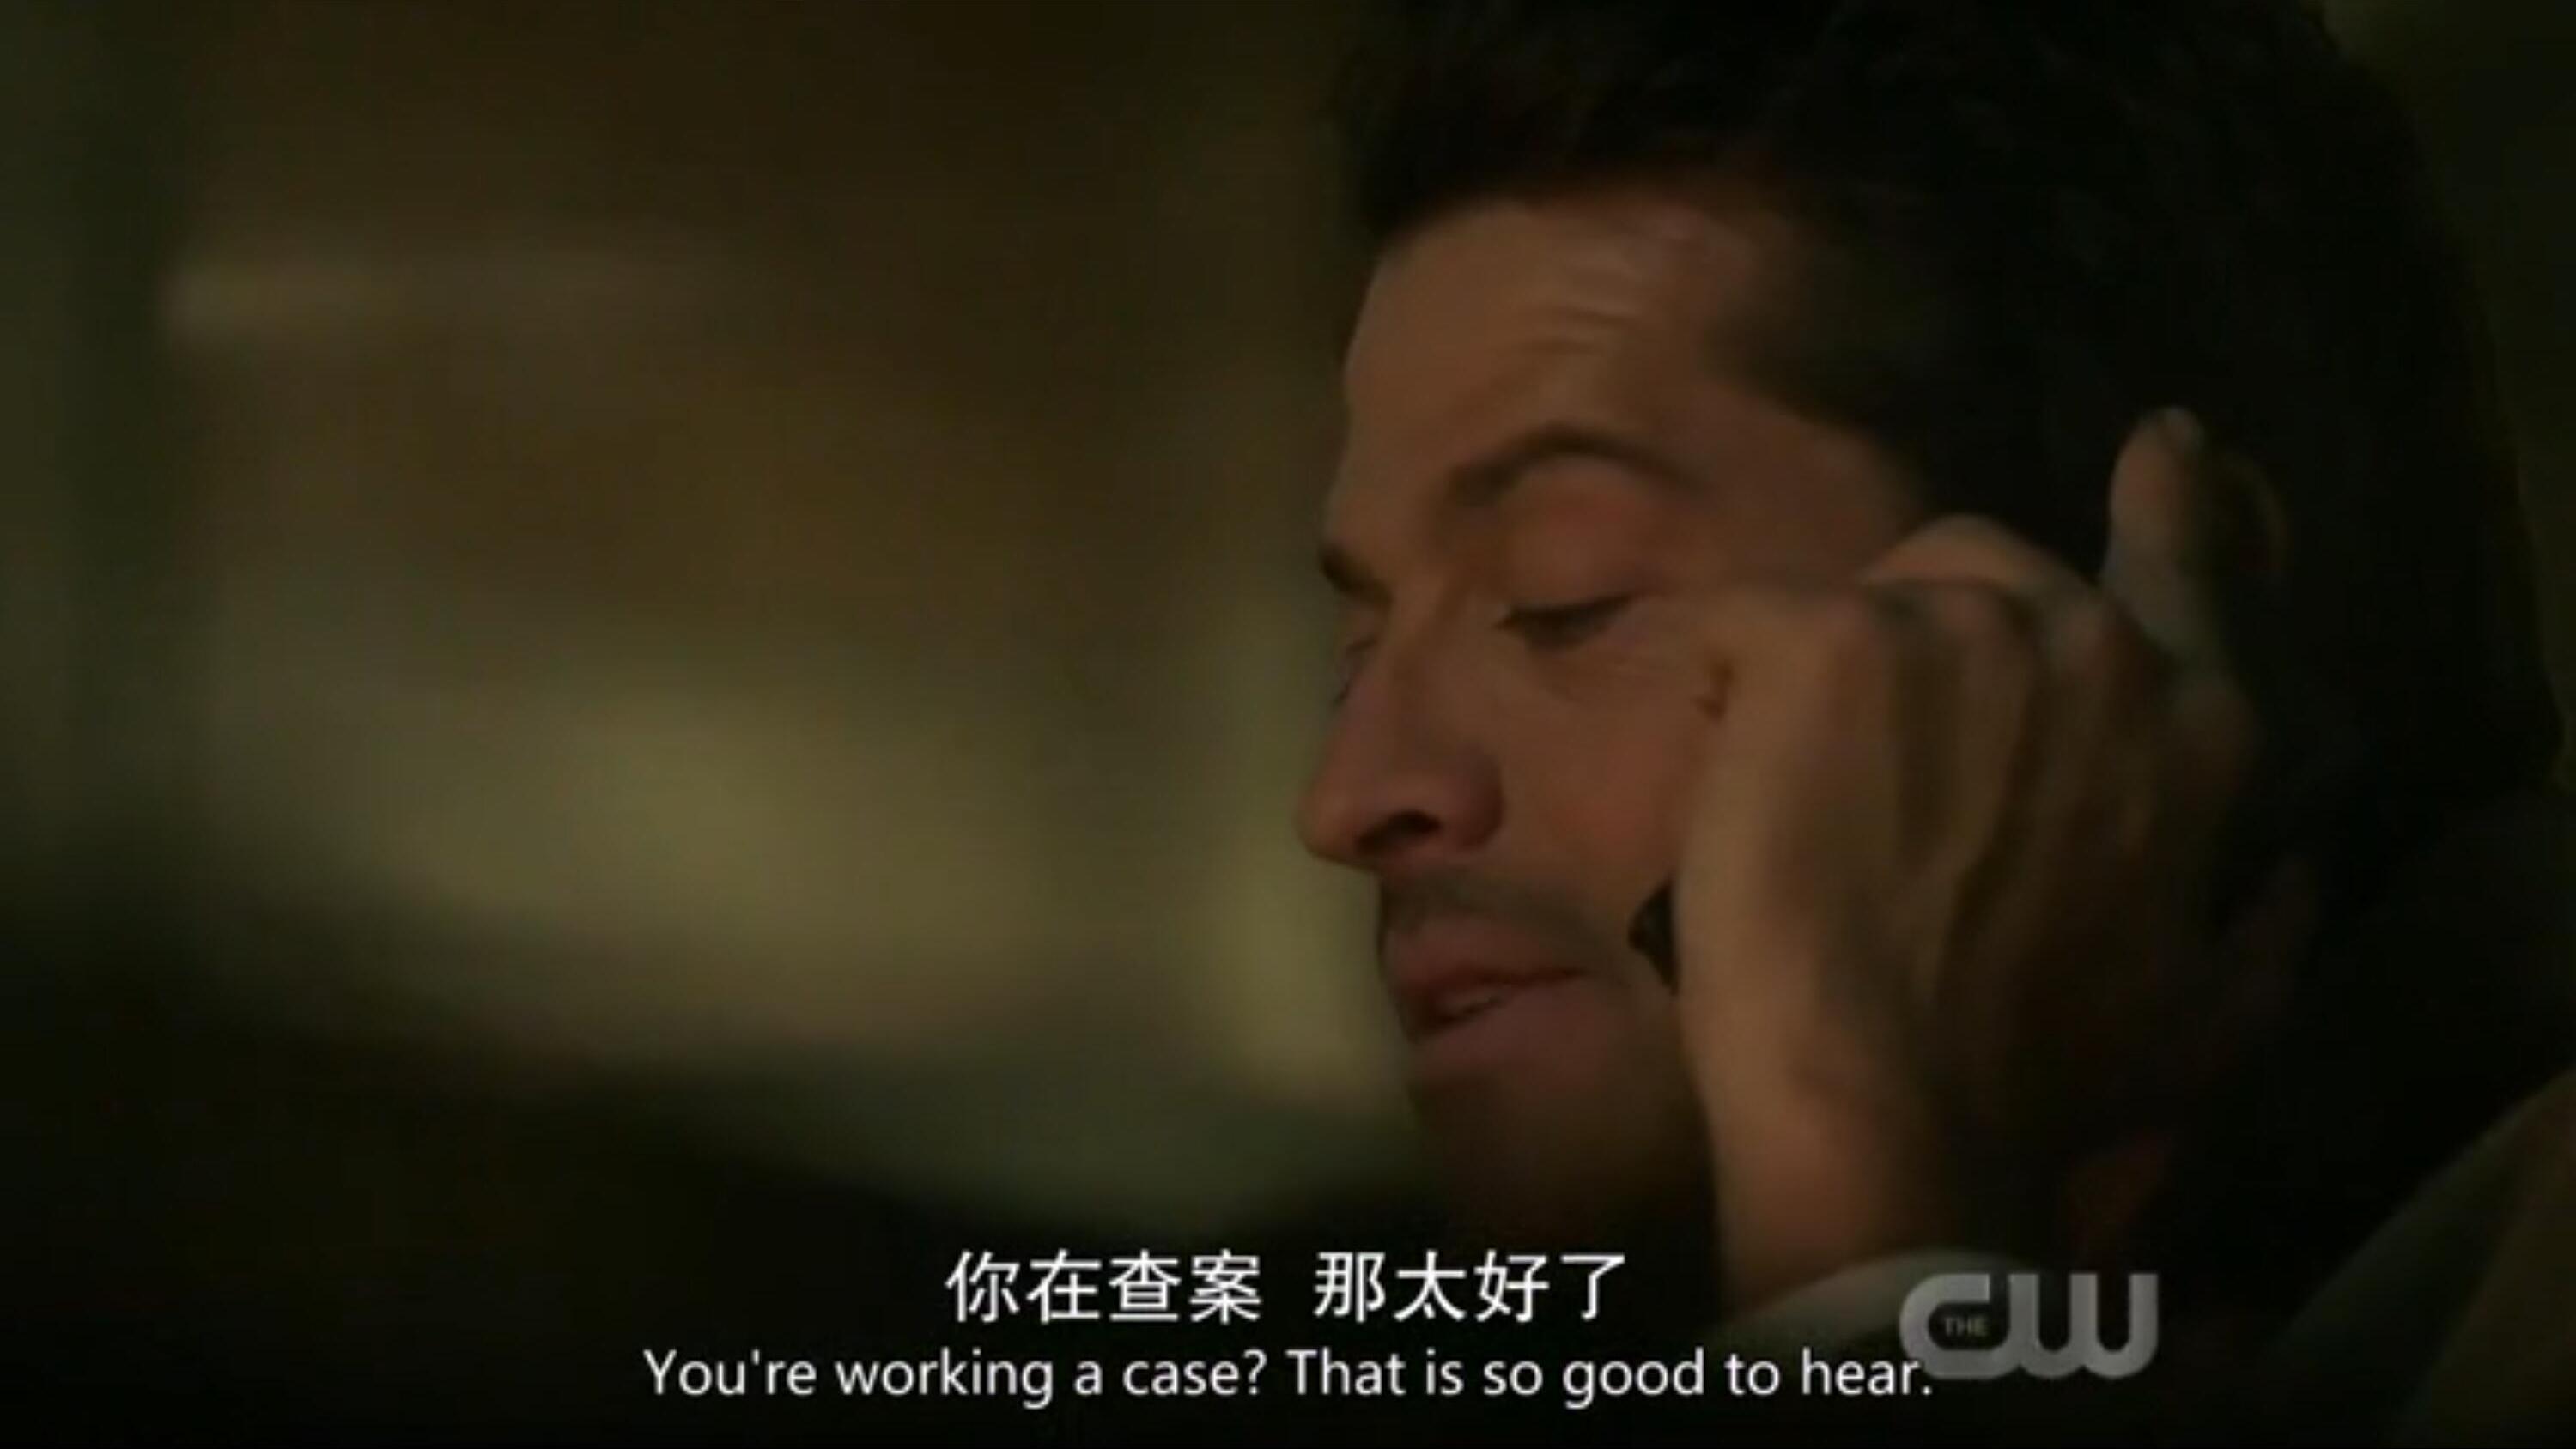 你在查案 那太好了
You're working a case? That is so good to hear.
THE CW